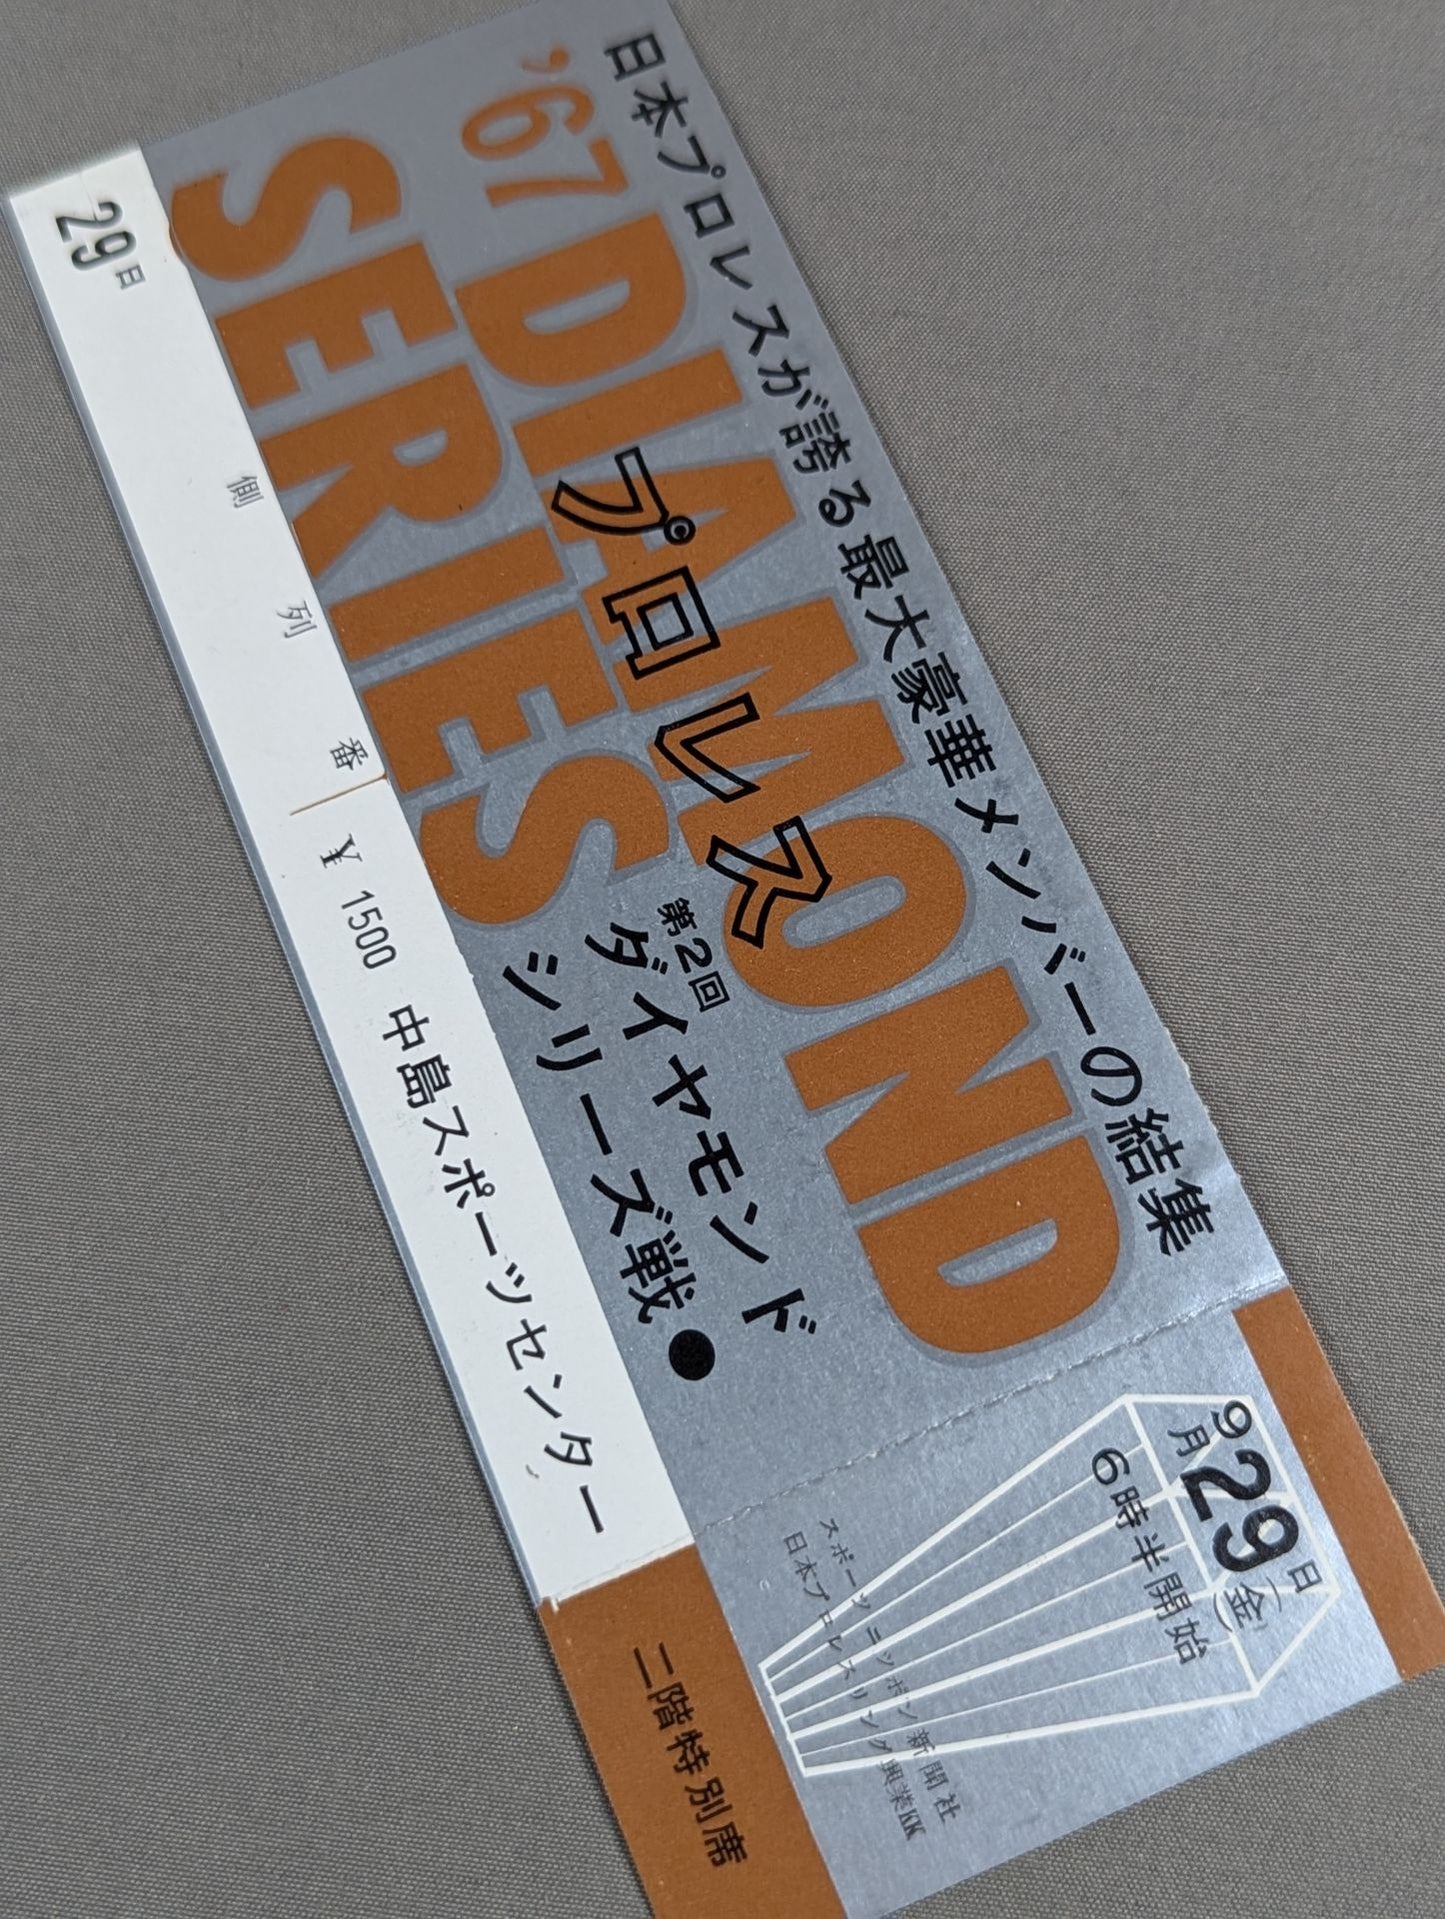 日本プロレスが誇る最大豪華メンバーの結集
'67 DIAMOND
SERIES
プロレス
第2回
ダイヤモンド
シリーズ戦●
29日
側 列 番
¥1500 中島スポーツセンター
9月29日(金)
6時半開始
スポーツニッポン新聞社
日本プロレスリング興業KK
二階特別席